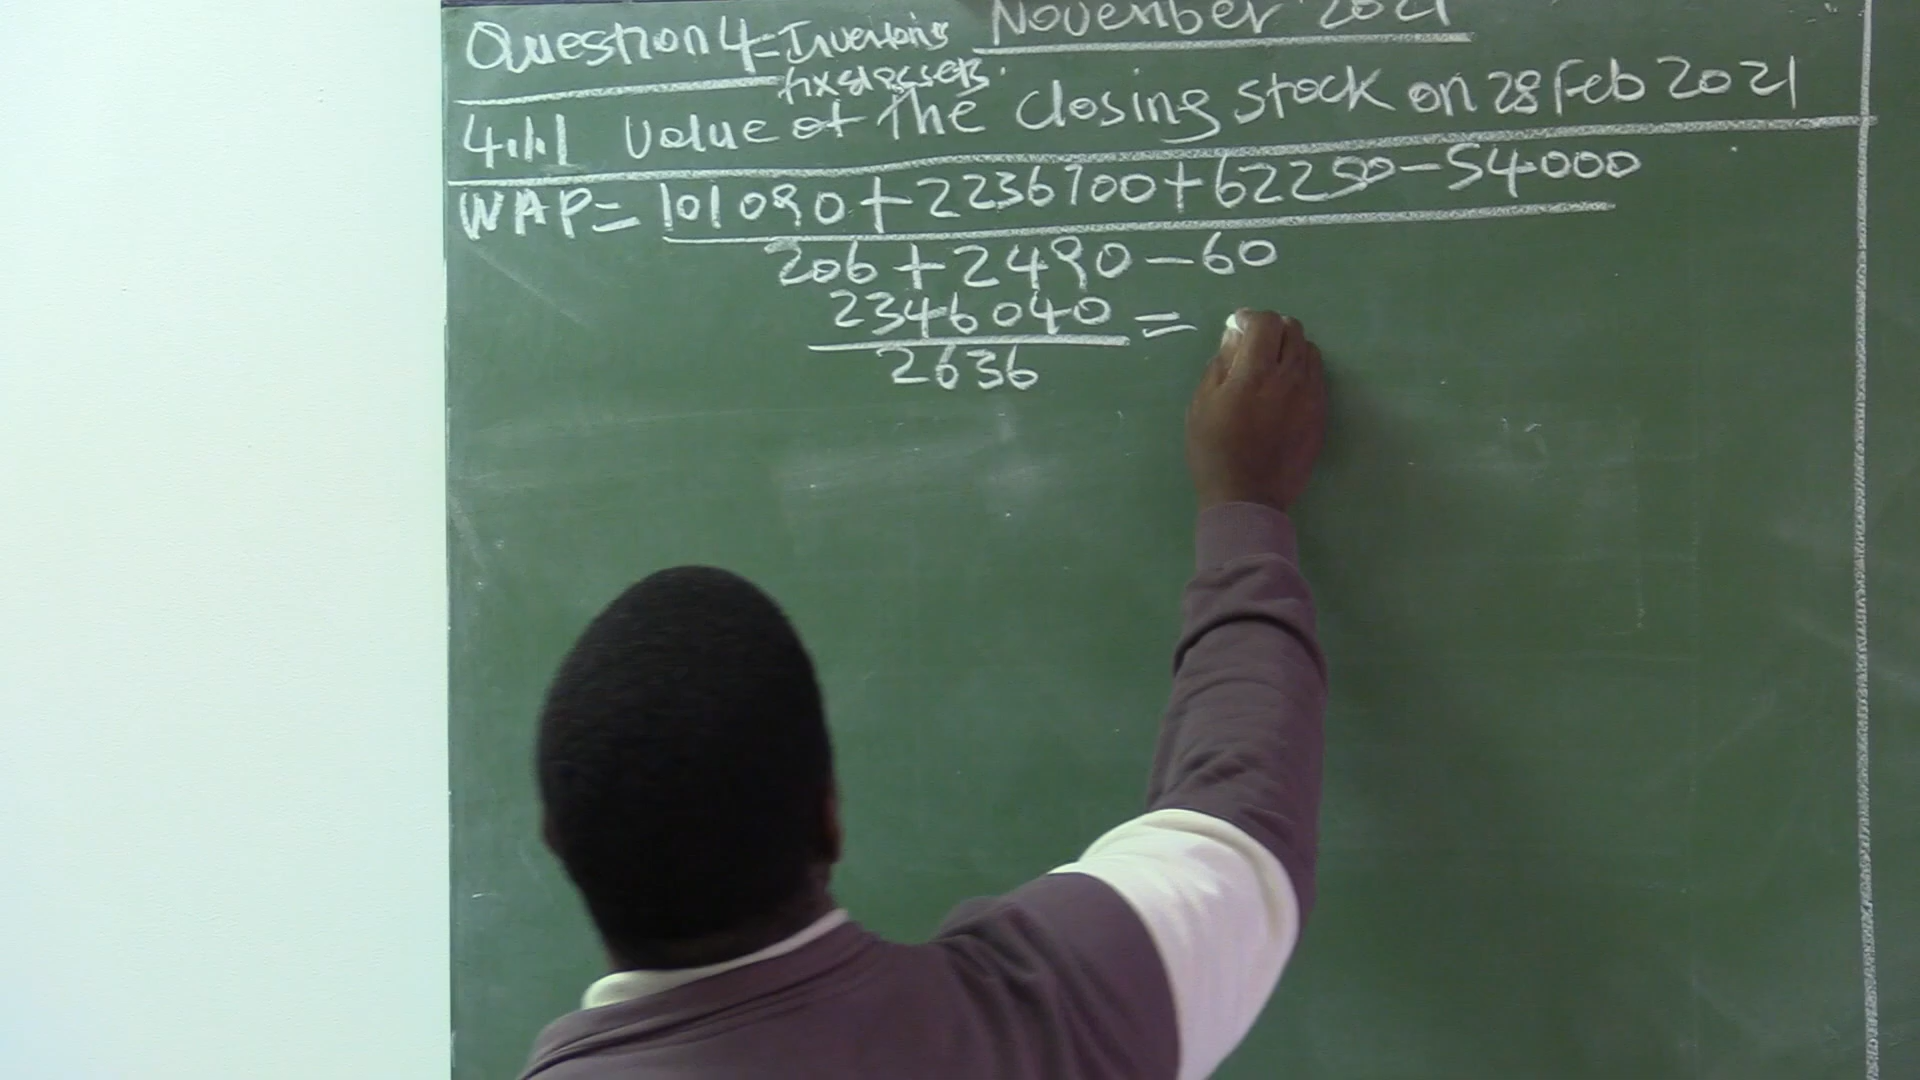 November 2021
Question 4 - Inventories
fixed assets.
4.1.1 Value of the closing stock on 28 Feb 2021
WAP = 101090 + 2236700 + 62250 - 54000
206 + 2490 - 60
2346040 =
2636